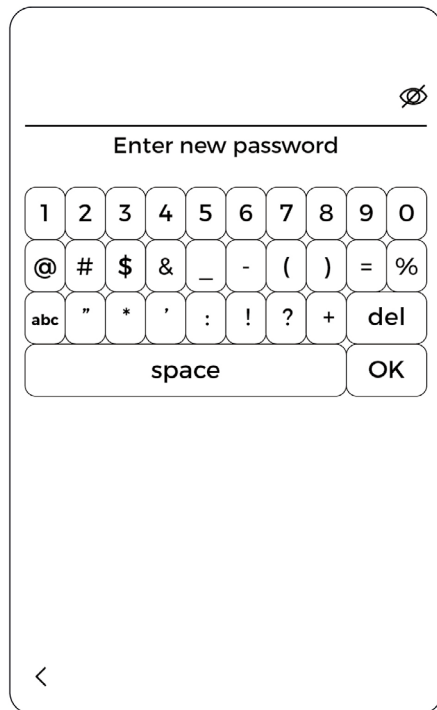 Enter new password
1 2 3 4 5 6 7 8 9 0
@ # $ & _ - ( ) = %
abc " * ' : ! ? + del
space OK
<